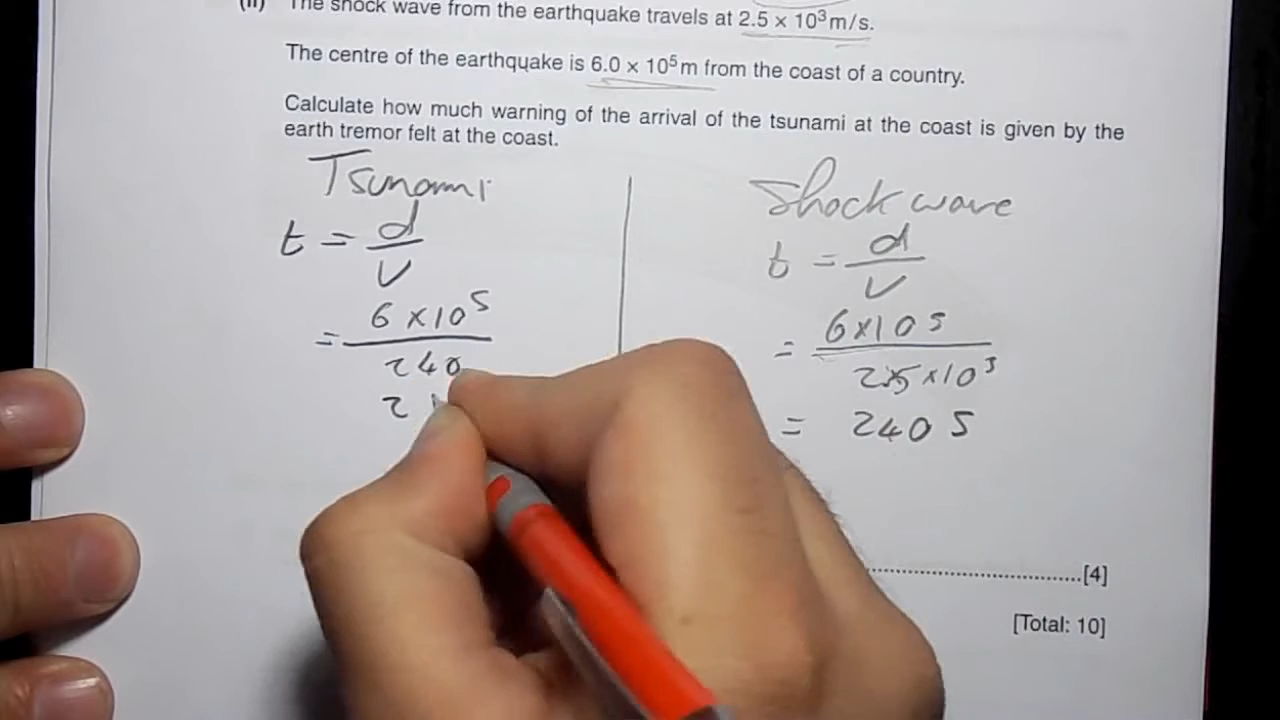 (ii) The shock wave from the earthquake travels at 2.5 × 10³ m/s.
The centre of the earthquake is 6.0 × 10⁵ m from the coast of a country.
Calculate how much warning of the arrival of the tsunami at the coast is given by the
earth tremor felt at the coast.
Tsunami
t = d/v
= 6 × 10⁵ / 240
2
Shock wave
t = d/v
= 6 × 10⁵ / 2.5 × 10³
= 240 s
[4]
[Total: 10]